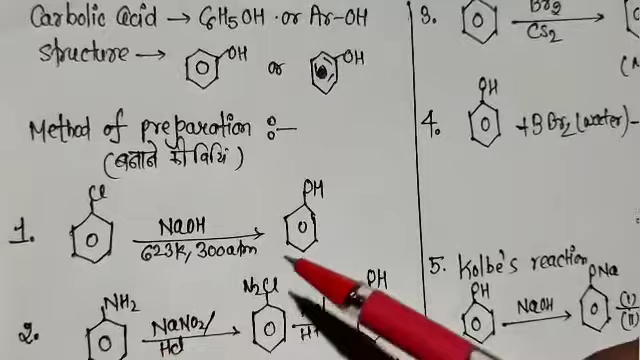 Carbolic acid → C6H5OH · or Ar-OH
structure → OH or OH
Method of preparation :—
(बनाने की विधि)
1. Cl NaOH 623K, 300atm OH
2. NH2 NaNO2/ HCl N2Cl H+ OH
3. Br2 CS2
4. OH +3Br2 (water) -
5. Kolbe's reaction
OH NaOH ONa (i) (ii)